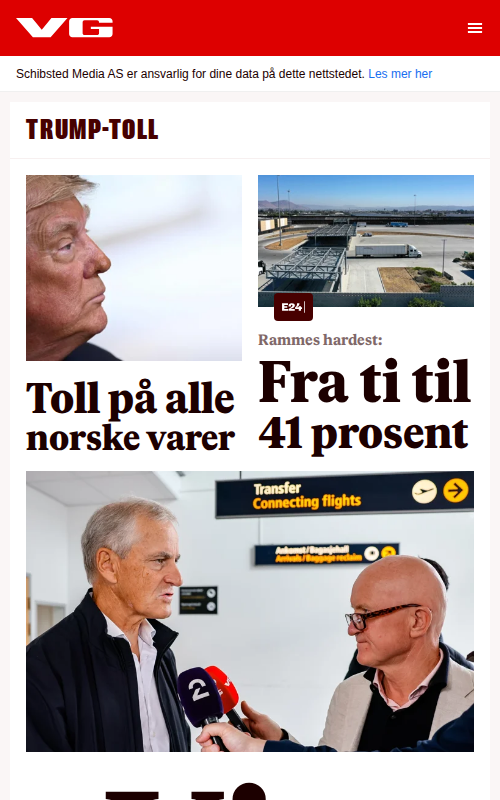 VG
Schibsted Media AS er ansvarlig for dine data på dette nettstedet. Les mer her
TRUMP-TOLL
E24
Rammes hardest:
Toll på alle
norske varer
Fra ti til
41 prosent
Transfer
Connecting flights
Ankomst/Bagasjehall
Arrivals/Baggage reclaim
2
VG